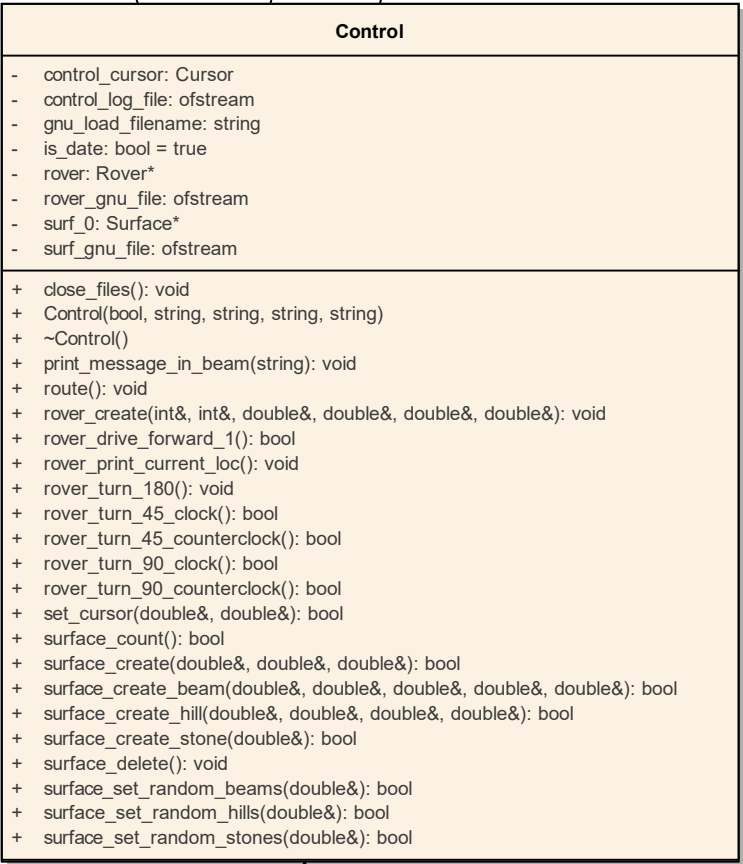 Control
- control_cursor: Cursor
- control_log_file: ofstream
- gnu_load_filename: string
- is_date: bool = true
- rover: Rover*
- rover_gnu_file: ofstream
- surf_0: Surface*
- surf_gnu_file: ofstream
+ close_files(): void
+ Control(bool, string, string, string, string)
+ ~Control()
+ print_message_in_beam(string): void
+ route(): void
+ rover_create(int&, int&, double&, double&, double&, double&): void
+ rover_drive_forward_1(): bool
+ rover_print_current_loc(): void
+ rover_turn_180(): void
+ rover_turn_45_clock(): bool
+ rover_turn_45_counterclock(): bool
+ rover_turn_90_clock(): bool
+ rover_turn_90_counterclock(): bool
+ set_cursor(double&, double&): bool
+ surface_count(): bool
+ surface_create(double&, double&, double&): bool
+ surface_create_beam(double&, double&, double&, double&, double&): bool
+ surface_create_hill(double&, double&, double&, double&): bool
+ surface_create_stone(double&): bool
+ surface_delete(): void
+ surface_set_random_beams(double&): bool
+ surface_set_random_hills(double&): bool
+ surface_set_random_stones(double&): bool